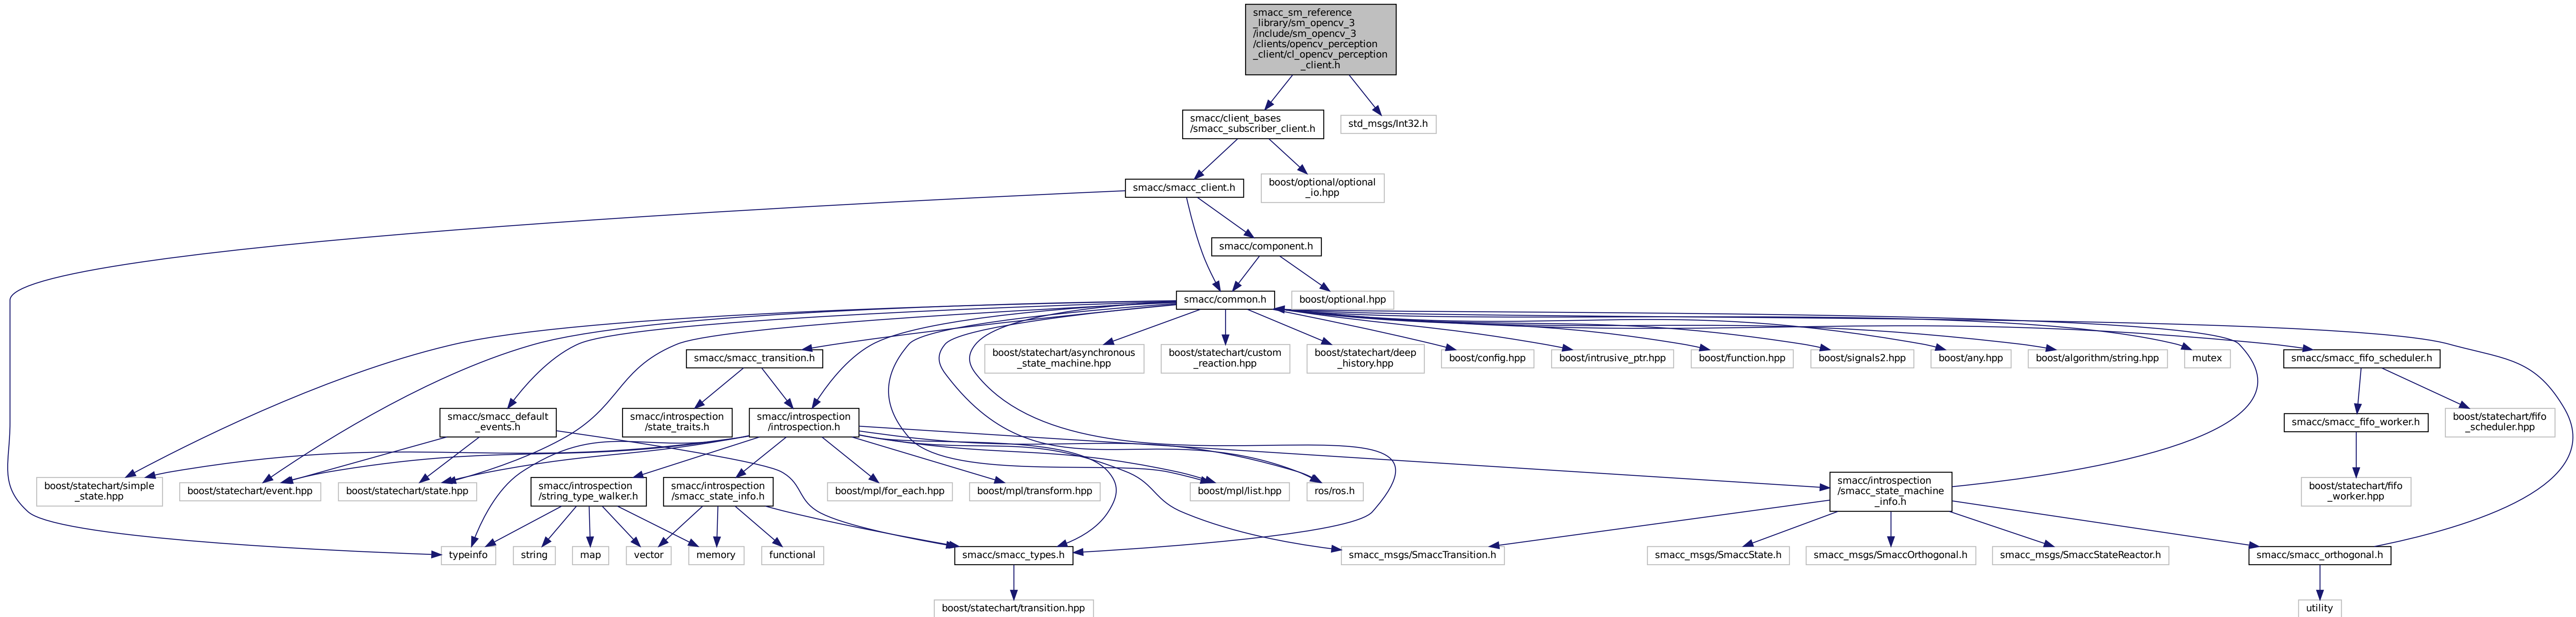 smacc_sm_reference
_library/sm_opencv_3
/include/sm_opencv_3
/clients/opencv_perception
_client/cl_opencv_perception
_client.h
smacc/client_bases
/smacc_subscriber_client.h
std_msgs/Int32.h
smacc/smacc_client.h
boost/optional/optional
_io.hpp
smacc/component.h
smacc/common.h
boost/optional.hpp
smacc/smacc_transition.h
boost/statechart/asynchronous
_state_machine.hpp
boost/statechart/custom
_reaction.hpp
boost/statechart/deep
_history.hpp
boost/config.hpp
boost/intrusive_ptr.hpp
boost/function.hpp
boost/signals2.hpp
boost/any.hpp
boost/algorithm/string.hpp
mutex
smacc/smacc_fifo_scheduler.h
smacc/smacc_default
_events.h
smacc/introspection
/state_traits.h
smacc/introspection
/introspection.h
smacc/smacc_fifo_worker.h
boost/statechart/fifo
_scheduler.hpp
boost/statechart/simple
_state.hpp
boost/statechart/event.hpp
boost/statechart/state.hpp
smacc/introspection
/string_type_walker.h
smacc/introspection
/smacc_state_info.h
boost/mpl/for_each.hpp
boost/mpl/transform.hpp
boost/mpl/list.hpp
ros/ros.h
smacc/introspection
/smacc_state_machine
_info.h
boost/statechart/fifo
_worker.hpp
typeinfo
string
map
vector
memory
functional
smacc/smacc_types.h
smacc_msgs/SmaccTransition.h
smacc_msgs/SmaccState.h
smacc_msgs/SmaccOrthogonal.h
smacc_msgs/SmaccStateReactor.h
smacc/smacc_orthogonal.h
boost/statechart/transition.hpp
utility